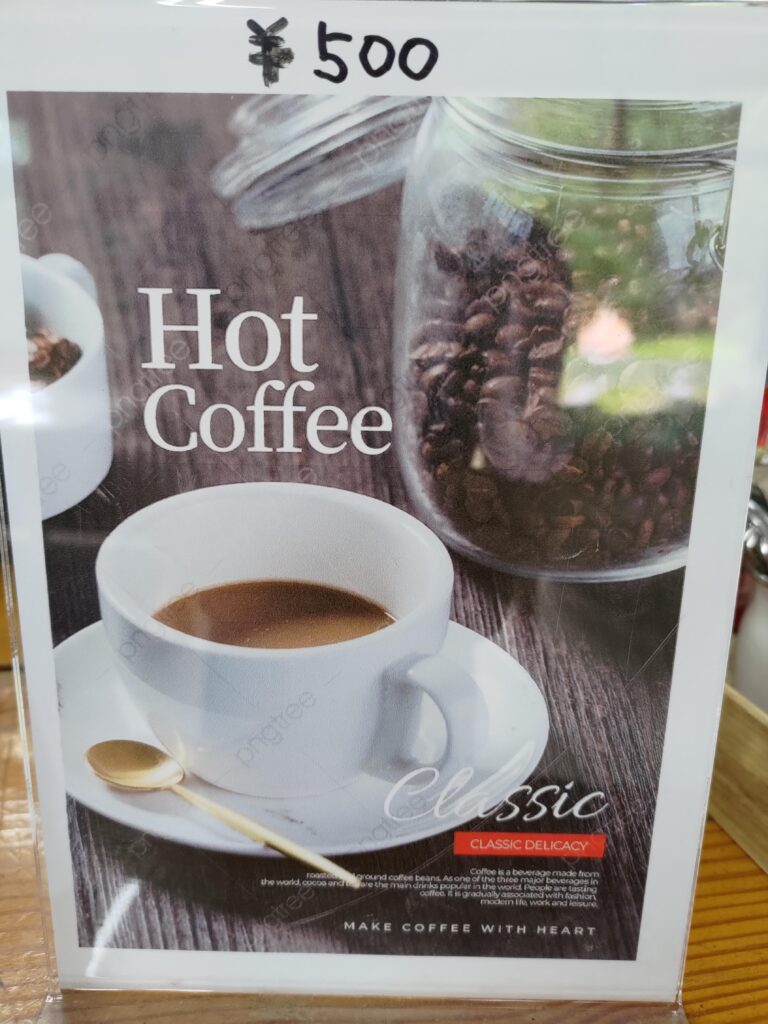 ¥500
Hot
Coffee
Classic
CLASSIC DELICACY
Coffee is a beverage made from
roasted and ground coffee beans. As one of the three major beverages in
the world, cocoa and are the main drinks popular in the world. People are tasting
coffee. It is gradually associated with fashion,
modern life, work and leisure.
MAKE COFFEE WITH HEART
pngtree